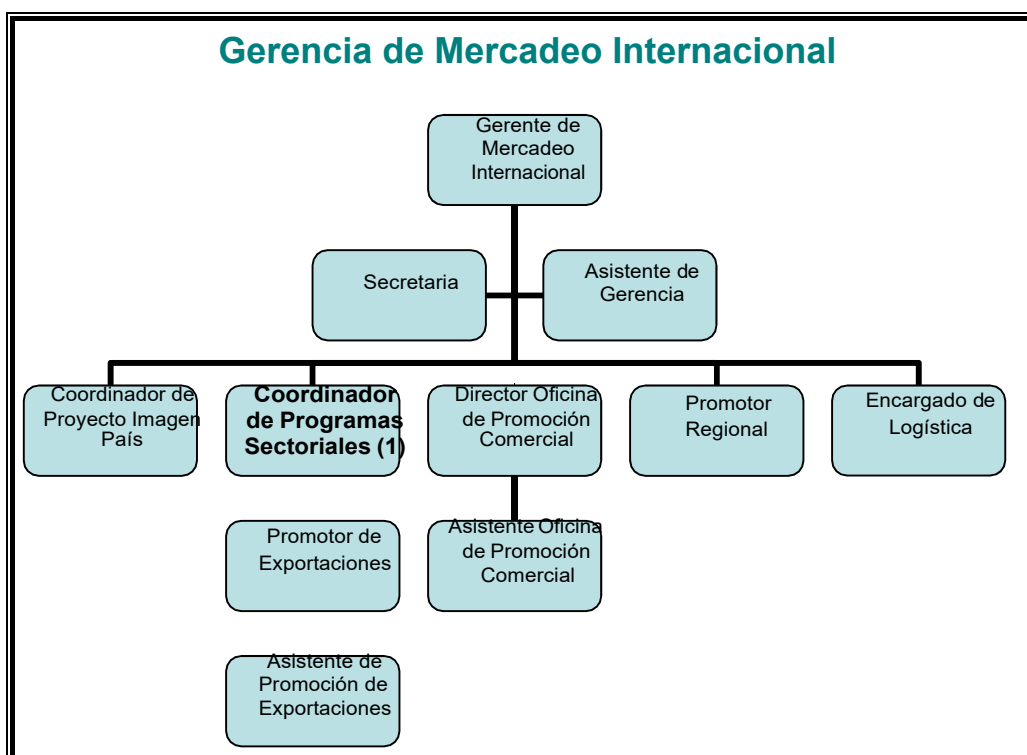 Gerencia de Mercadeo Internacional
Gerente de
Mercadeo
Internacional
Secretaria
Asistente de
Gerencia
Coordinador de
Proyecto Imagen
País
Coordinador
de Programas
Sectoriales (1)
Director Oficina
de Promoción
Comercial
Promotor
Regional
Encargado de
Logística
Promotor de
Exportaciones
Asistente Oficina
de Promoción
Comercial
Asistente de
Promoción de
Exportaciones